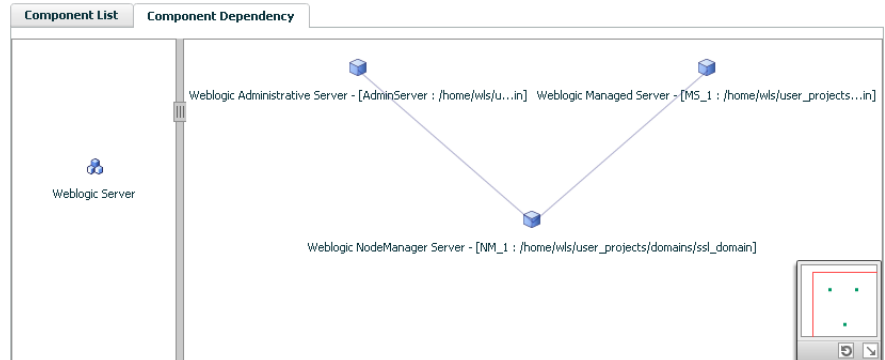 Component List
Component Dependency
Weblogic Administrative Server - [AdminServer : /home/wls/u...in]
Weblogic Managed Server - [MS_1 : /home/wls/user_projects...in]
Weblogic Server
Weblogic NodeManager Server - [NM_1 : /home/wls/user_projects/domains/ssl_domain]